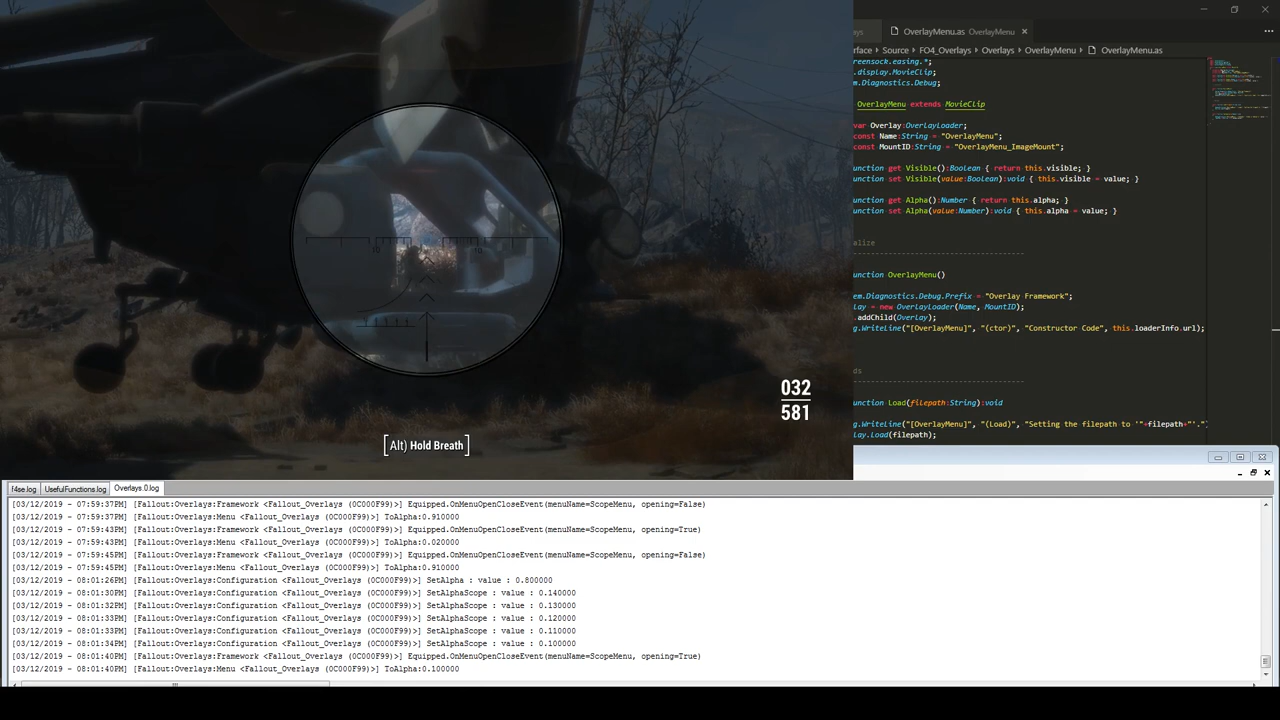 032
581
[Alt) Hold Breath]
OverlayMenu.as OverlayMenu ×
Source > FO4_Overlays > Overlays > OverlayMenu > OverlayMenu.as
reensock.easing.*;
.display.MovieClip;
m.Diagnostics.Debug;
OverlayMenu extends MovieClip
var Overlay:OverlayLoader;
const Name:String = "OverlayMenu";
const MountID:String = "OverlayMenu_ImageMount";
unction get Visible():Boolean { return this.visible; }
unction set Visible(value:Boolean):void { this.visible = value; }
unction get Alpha():Number { return this.alpha; }
unction set Alpha(value:Number):void { this.alpha = value; }
alize
---------------------------------------------
unction OverlayMenu()
em.Diagnostics.Debug.Prefix = "Overlay Framework";
lay = new OverlayLoader(Name, MountID);
.addChild(Overlay);
g.WriteLine("[OverlayMenu]", "(ctor)", "Constructor Code", this.loaderInfo.url);
ds
---------------------------------------------
unction Load(filepath:String):void
g.WriteLine("[OverlayMenu]", "(Load)", "Setting the filepath to '"+filepath+"'."
lay.Load(filepath);
f4se.log UsefulFunctions.log Overlays.0.log
[03/12/2019 - 07:59:37PM] [Fallout:Overlays:Framework <Fallout_Overlays (0C000F99)>] Equipped.OnMenuOpenCloseEvent(menuName=ScopeMenu, opening=False)
[03/12/2019 - 07:59:37PM] [Fallout:Overlays:Menu <Fallout_Overlays (0C000F99)>] ToAlpha:0.910000
[03/12/2019 - 07:59:43PM] [Fallout:Overlays:Framework <Fallout_Overlays (0C000F99)>] Equipped.OnMenuOpenCloseEvent(menuName=ScopeMenu, opening=True)
[03/12/2019 - 07:59:43PM] [Fallout:Overlays:Menu <Fallout_Overlays (0C000F99)>] ToAlpha:0.020000
[03/12/2019 - 07:59:45PM] [Fallout:Overlays:Framework <Fallout_Overlays (0C000F99)>] Equipped.OnMenuOpenCloseEvent(menuName=ScopeMenu, opening=False)
[03/12/2019 - 07:59:45PM] [Fallout:Overlays:Menu <Fallout_Overlays (0C000F99)>] ToAlpha:0.910000
[03/12/2019 - 08:01:26PM] [Fallout:Overlays:Configuration <Fallout_Overlays (0C000F99)>] SetAlpha : value : 0.800000
[03/12/2019 - 08:01:30PM] [Fallout:Overlays:Configuration <Fallout_Overlays (0C000F99)>] SetAlphaScope : value : 0.140000
[03/12/2019 - 08:01:32PM] [Fallout:Overlays:Configuration <Fallout_Overlays (0C000F99)>] SetAlphaScope : value : 0.130000
[03/12/2019 - 08:01:33PM] [Fallout:Overlays:Configuration <Fallout_Overlays (0C000F99)>] SetAlphaScope : value : 0.120000
[03/12/2019 - 08:01:33PM] [Fallout:Overlays:Configuration <Fallout_Overlays (0C000F99)>] SetAlphaScope : value : 0.110000
[03/12/2019 - 08:01:34PM] [Fallout:Overlays:Configuration <Fallout_Overlays (0C000F99)>] SetAlphaScope : value : 0.100000
[03/12/2019 - 08:01:40PM] [Fallout:Overlays:Framework <Fallout_Overlays (0C000F99)>] Equipped.OnMenuOpenCloseEvent(menuName=ScopeMenu, opening=True)
[03/12/2019 - 08:01:40PM] [Fallout:Overlays:Menu <Fallout_Overlays (0C000F99)>] ToAlpha:0.100000